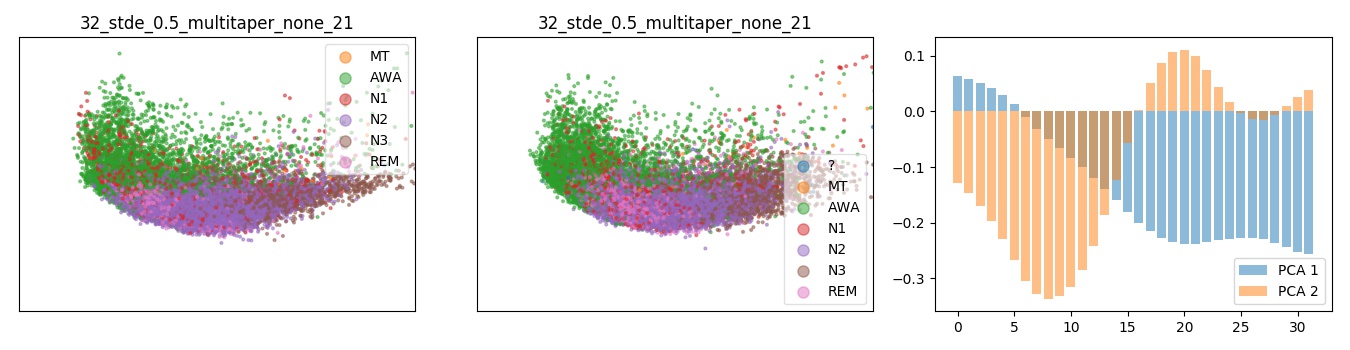 32_stde_0.5_multitaper_none_21
MT
AWA
N1
N2
N3
REM
32_stde_0.5_multitaper_none_21
?
MT
AWA
N1
N2
N3
REM
0.1
0.0
−0.1
−0.2
−0.3
0
5
10
15
20
25
30
PCA 1
PCA 2